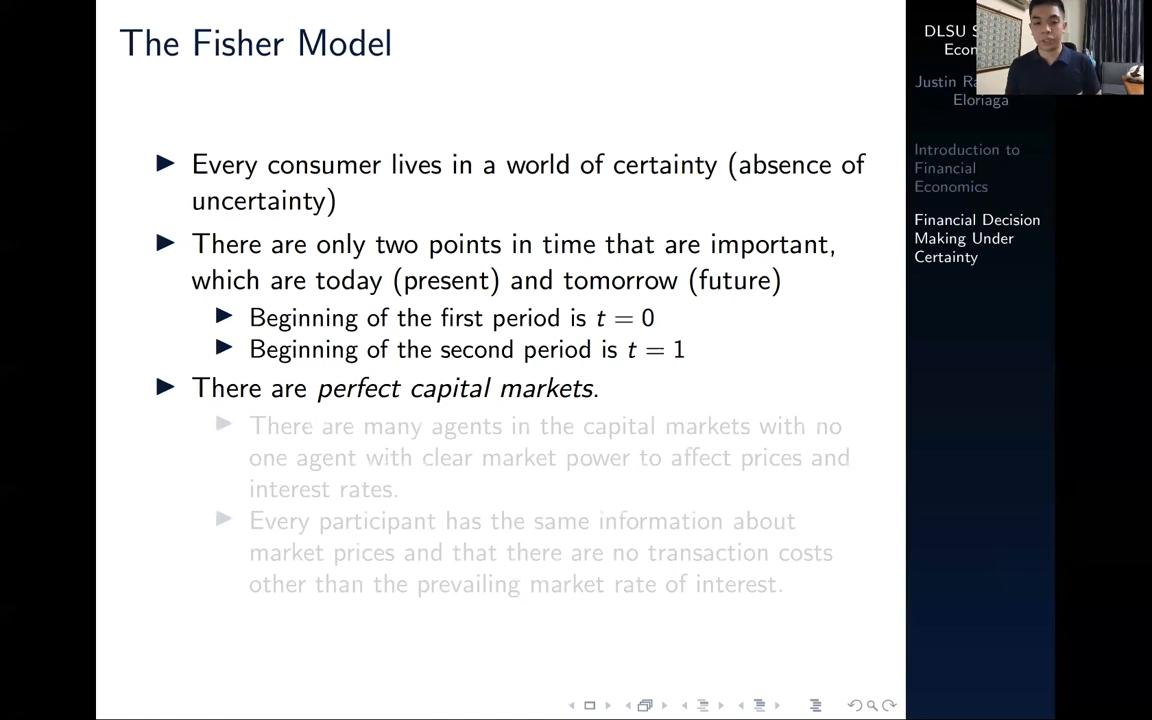 The Fisher Model
Every consumer lives in a world of certainty (absence of
uncertainty)
There are only two points in time that are important,
which are today (present) and tomorrow (future)
Beginning of the first period is t = 0
Beginning of the second period is t = 1
There are perfect capital markets.
There are many agents in the capital markets with no
one agent with clear market power to affect prices and
interest rates.
Every participant has the same information about
market prices and that there are no transaction costs
other than the prevailing market rate of interest.
DLSU
Justin
Eloriaga
Introduction to
Financial
Economics
Financial Decision
Making Under
Certainty